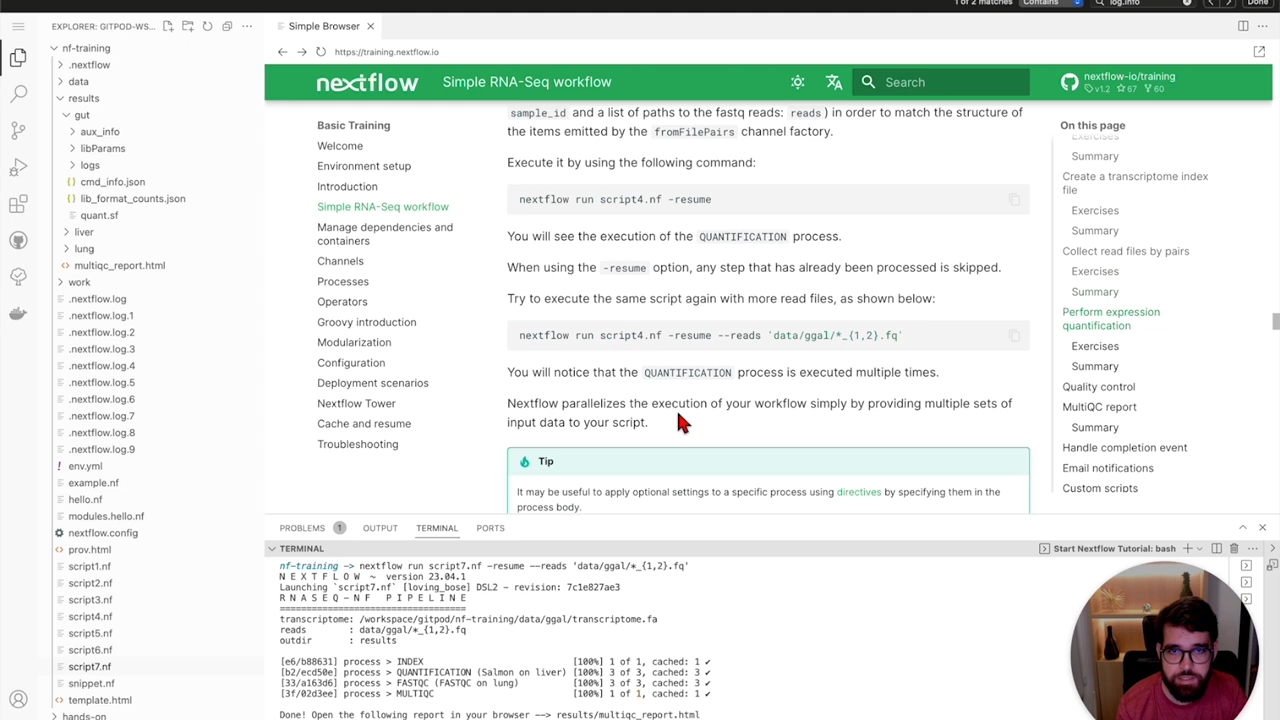 1 of 2 matches
Contains
log.info
Done
EXPLORER: GITPOD-WS...
nf-training
.nextflow
data
results
gut
aux_info
libParams
logs
cmd_info.json
lib_format_counts.json
quant.sf
liver
lung
multiqc_report.html
work
.nextflow.log
.nextflow.log.1
.nextflow.log.2
.nextflow.log.3
.nextflow.log.4
.nextflow.log.5
.nextflow.log.6
.nextflow.log.7
.nextflow.log.8
.nextflow.log.9
env.yml
example.nf
hello.nf
modules.hello.nf
nextflow.config
prov.html
script1.nf
script2.nf
script3.nf
script4.nf
script5.nf
script6.nf
script7.nf
snippet.nf
template.html
hands-on
Simple Browser
https://training.nextflow.io
nextflow
Simple RNA-Seq workflow
Search
nextflow-io/training
v1.2 67 60
Basic Training
Welcome
Environment setup
Introduction
Simple RNA-Seq workflow
Manage dependencies and
containers
Channels
Processes
Operators
Groovy introduction
Modularization
Configuration
Deployment scenarios
Nextflow Tower
Cache and resume
Troubleshooting
sample_id and a list of paths to the fastq reads: reads ) in order to match the structure of
the items emitted by the fromFilePairs channel factory.
Execute it by using the following command:
nextflow run script4.nf -resume
You will see the execution of the QUANTIFICATION process.
When using the -resume option, any step that has already been processed is skipped.
Try to execute the same script again with more read files, as shown below:
nextflow run script4.nf -resume --reads 'data/ggal/*_{1,2}.fq'
You will notice that the QUANTIFICATION process is executed multiple times.
Nextflow parallelizes the execution of your workflow simply by providing multiple sets of
input data to your script.
Tip
It may be useful to apply optional settings to a specific process using directives by specifying them in the
process body.
On this page
Exercises
Summary
Create a transcriptome index
file
Exercises
Summary
Collect read files by pairs
Exercises
Summary
Perform expression
quantification
Exercises
Summary
Quality control
MultiQC report
Summary
Handle completion event
Email notifications
Custom scripts
PROBLEMS 1 OUTPUT TERMINAL PORTS
TERMINAL
Start Nextflow Tutorial: bash
nf-training -> nextflow run script7.nf -resume --reads 'data/ggal/*_{1,2}.fq'
N E X T F L O W ~ version 23.04.1
Launching `script7.nf` [loving_bose] DSL2 - revision: 7c1e827ae3
R N A S E Q - N F   P I P E L I N E
===================================
transcriptome: /workspace/gitpod/nf-training/data/ggal/transcriptome.fa
reads : data/ggal/*_{1,2}.fq
outdir : results
[e6/b88631] process > INDEX [100%] 1 of 1, cached: 1 ✔
[b2/ecd50e] process > QUANTIFICATION (Salmon on liver) [100%] 3 of 3, cached: 3 ✔
[33/a163d6] process > FASTQC (FASTQC on lung) [100%] 3 of 3, cached: 3 ✔
[3f/02d3ee] process > MULTIQC [100%] 1 of 1, cached: 1 ✔
Done! Open the following report in your browser --> results/multiqc_report.html